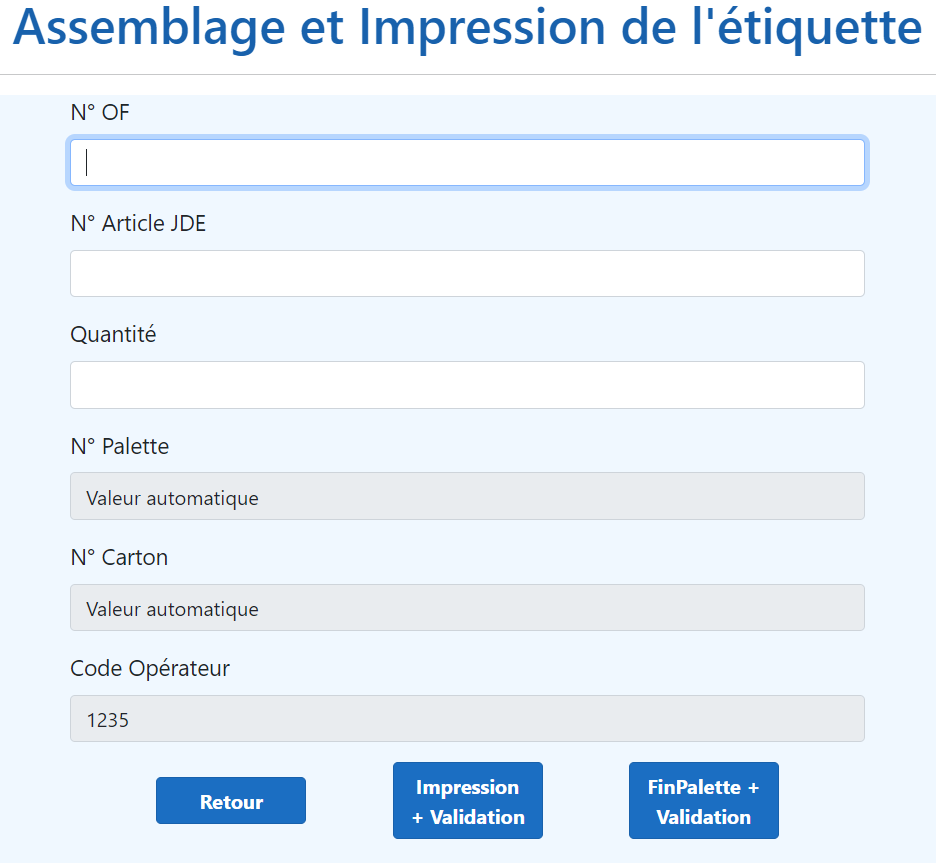 Assemblage et Impression de l'étiquette
N° OF
N° Article JDE
Quantité
N° Palette
Valeur automatique
N° Carton
Valeur automatique
Code Opérateur
1235
Retour
Impression
+ Validation
FinPalette +
Validation